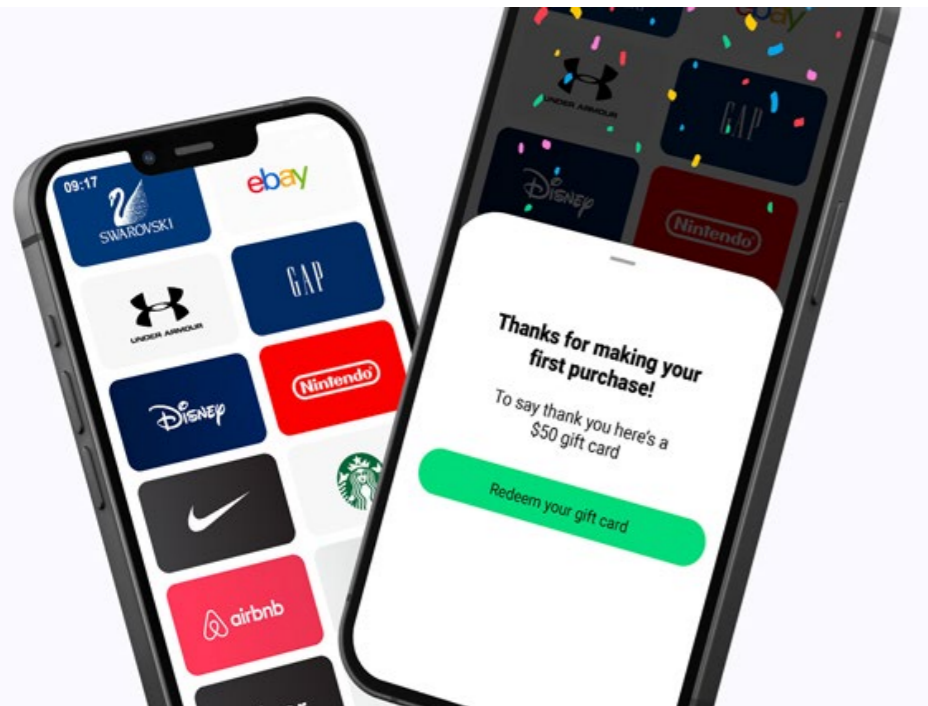 09:17
SWAROVSKI
ebay
UNDER ARMOUR
GAP
Disney
Nintendo
airbnb
ebay
UNDER ARMOUR
GAP
Disney
Nintendo
Thanks for making your
first purchase!
To say thank you here's a
$50 gift card
Redeem your gift card